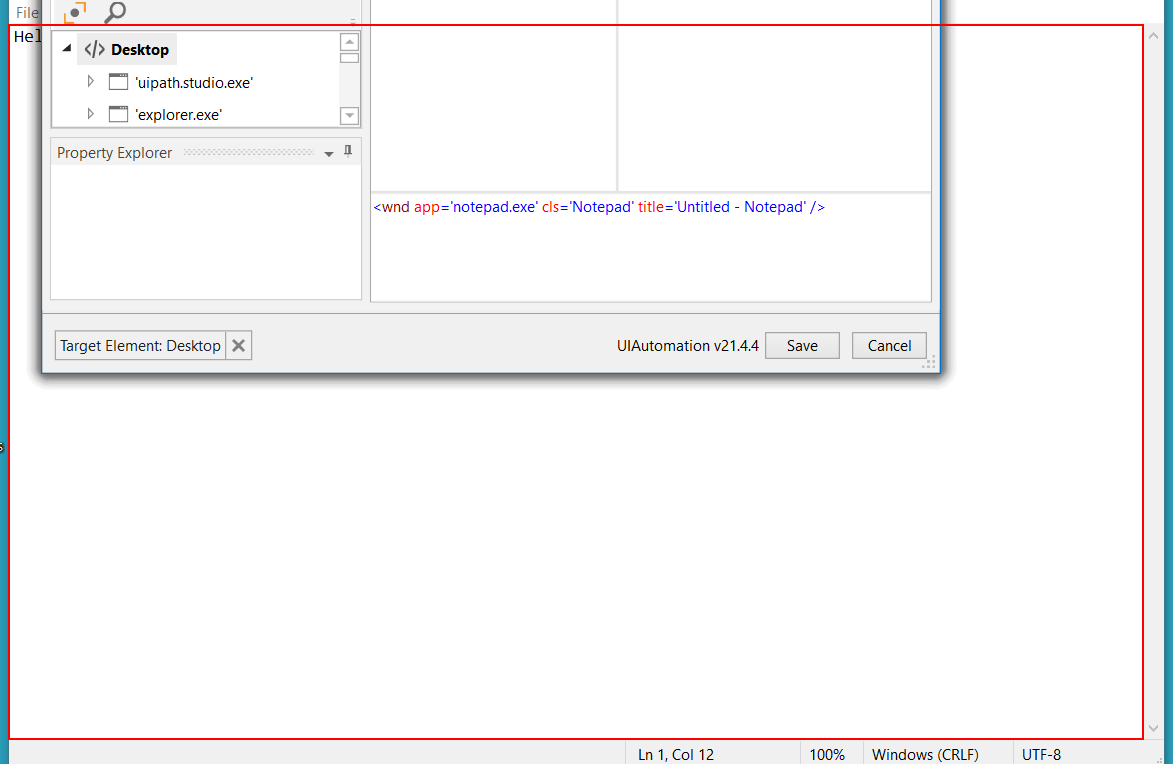 File
Hel
</> Desktop
'uipath.studio.exe'
'explorer.exe'
Property Explorer
<wnd app='notepad.exe' cls='Notepad' title='Untitled - Notepad' />
Target Element: Desktop
UIAutomation v21.4.4
Save
Cancel
s
Ln 1, Col 12
100%
Windows (CRLF)
UTF-8